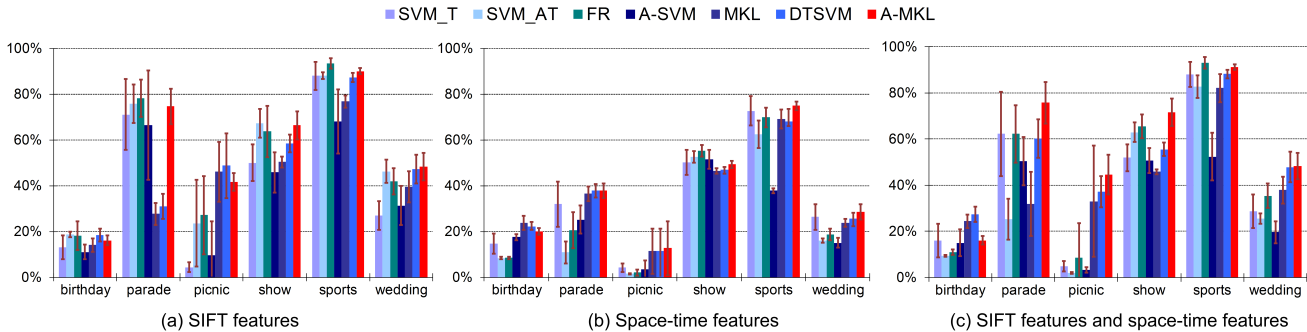 SVM_T SVM_AT FR A-SVM MKL DTSVM A-MKL
100%
80%
60%
40%
20%
0%
birthday parade picnic show sports wedding
(a) SIFT features
100%
80%
60%
40%
20%
0%
birthday parade picnic show sports wedding
(b) Space-time features
100%
80%
60%
40%
20%
0%
birthday parade picnic show sports wedding
(c) SIFT features and space-time features